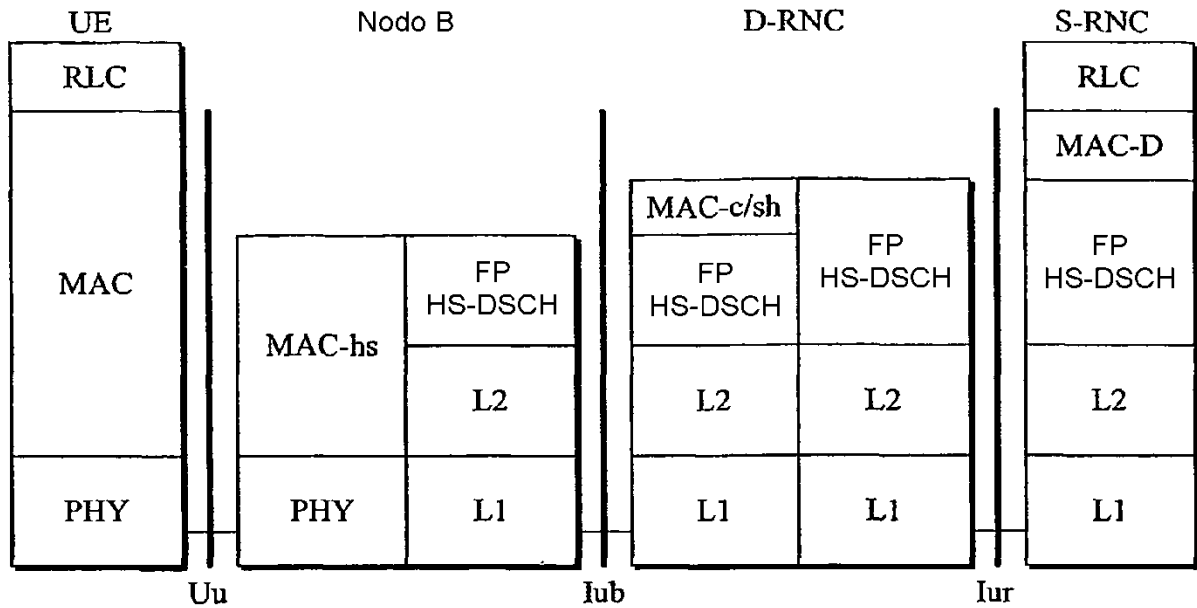 UE
Nodo B
D-RNC
S-RNC
RLC
MAC
PHY
MAC-hs
PHY
FP
HS-DSCH
L2
L1
MAC-c/sh
FP
HS-DSCH
L2
L1
FP
HS-DSCH
L2
L1
RLC
MAC-D
FP
HS-DSCH
L2
L1
Uu
Iub
Iur